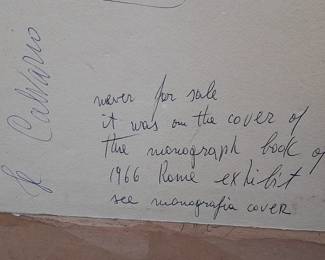 Calvario
never for sale
it was on the cover of
the monograph book of
1966 Rome exhibit
see monografia cover